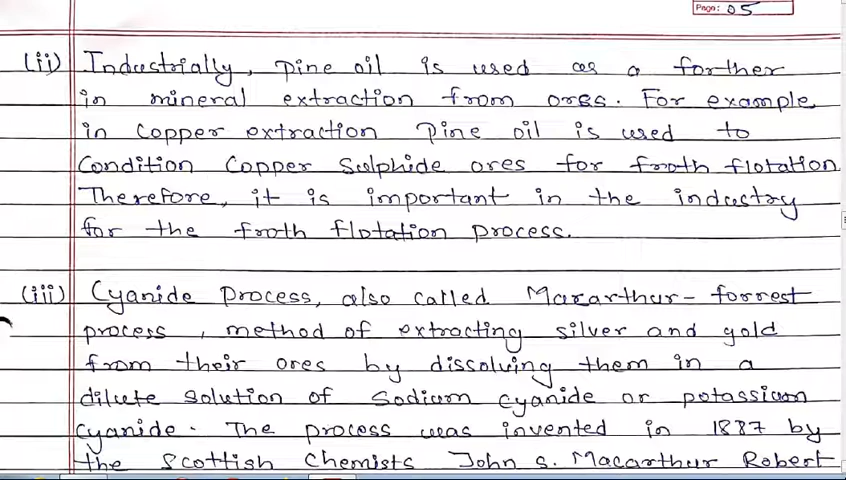 Page: 05
(ii) Industrially, pine oil is used as a forther
in mineral extraction from ores. For example
in copper extraction pine oil is used to
Condition Copper Sulphide ores for froth flotation
Therefore, it is important in the industry
for the froth flotation process.
(iii) Cyanide process, also called Macarthur-forrest
process, method of extracting silver and gold
from their ores by dissolving them in a
dilute solution of Sodium cyanide or potassium
cyanide. The process was invented in 1887 by
the Scottish Chemists John S. Macarthur Robert